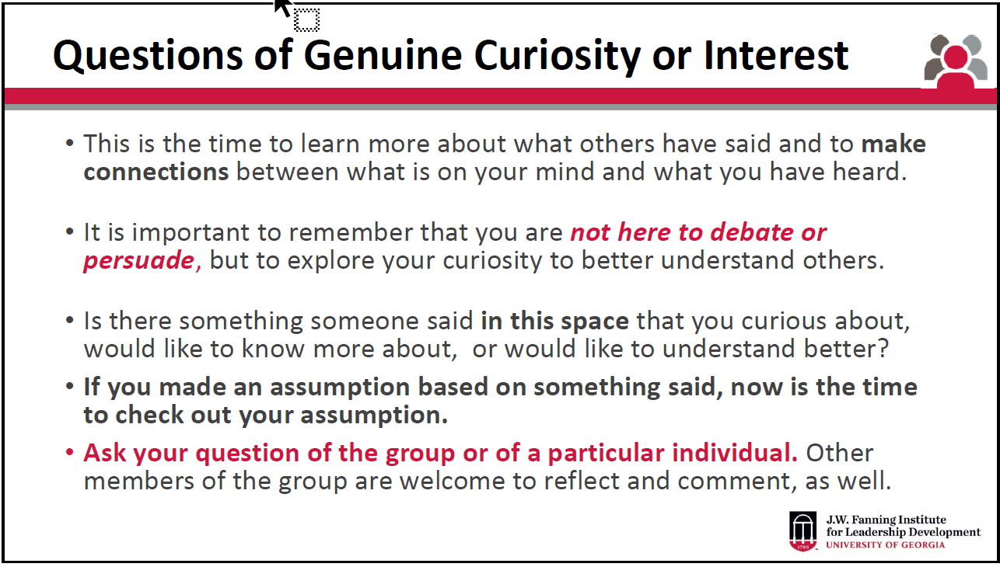 Questions of Genuine Curiosity or Interest
• This is the time to learn more about what others have said and to make
connections between what is on your mind and what you have heard.
• It is important to remember that you are not here to debate or
persuade, but to explore your curiosity to better understand others.
• Is there something someone said in this space that you curious about,
would like to know more about,  or would like to understand better?
• If you made an assumption based on something said, now is the time
to check out your assumption.
• Ask your question of the group or of a particular individual. Other
members of the group are welcome to reflect and comment, as well.
1785
J.W. Fanning Institute
for Leadership Development
UNIVERSITY OF GEORGIA